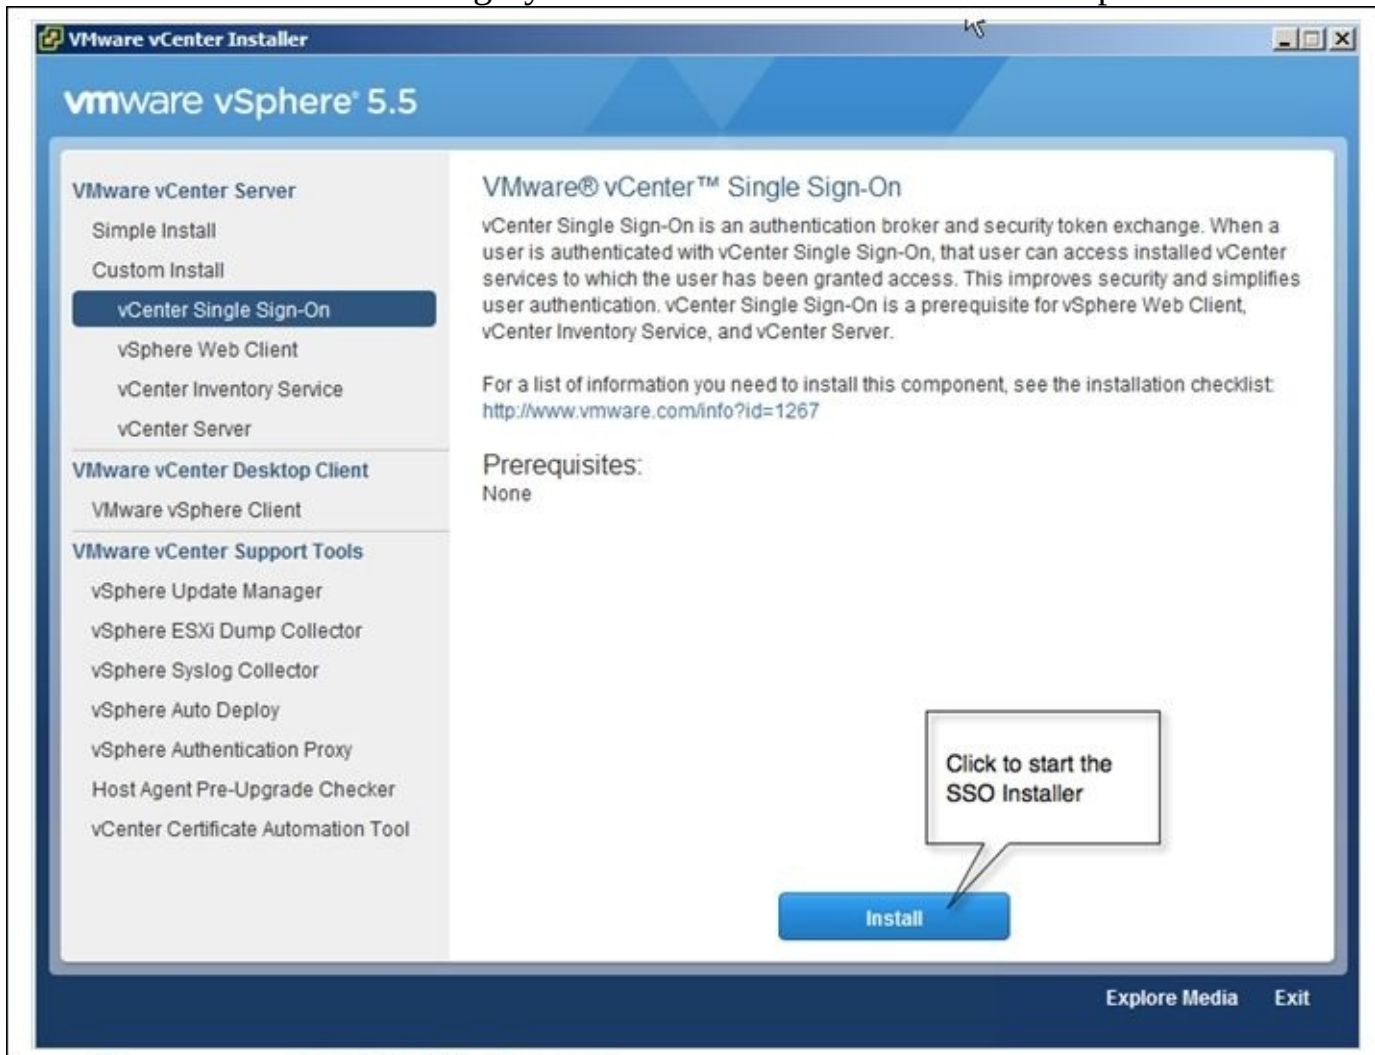 VMware vCenter Installer
vmware vSphere® 5.5
VMware vCenter Server
Simple Install
Custom Install
vCenter Single Sign-On
vSphere Web Client
vCenter Inventory Service
vCenter Server
VMware vCenter Desktop Client
VMware vSphere Client
VMware vCenter Support Tools
vSphere Update Manager
vSphere ESXi Dump Collector
vSphere Syslog Collector
vSphere Auto Deploy
vSphere Authentication Proxy
Host Agent Pre-Upgrade Checker
vCenter Certificate Automation Tool
VMware® vCenter™ Single Sign-On
vCenter Single Sign-On is an authentication broker and security token exchange. When a
user is authenticated with vCenter Single Sign-On, that user can access installed vCenter
services to which the user has been granted access. This improves security and simplifies
user authentication. vCenter Single Sign-On is a prerequisite for vSphere Web Client,
vCenter Inventory Service, and vCenter Server.
For a list of information you need to install this component, see the installation checklist:
http://www.vmware.com/info?id=1267
Prerequisites:
None
Click to start the
SSO Installer
Install
Explore Media
Exit